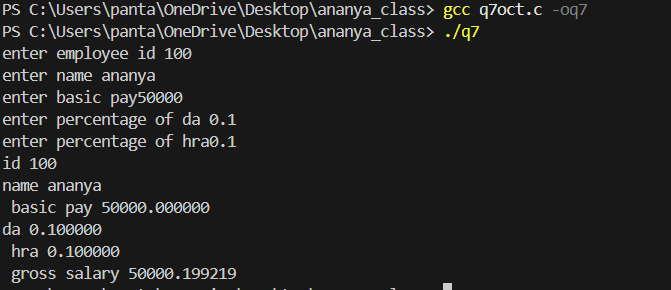 PS C:\Users\panta\OneDrive\Desktop\ananya_class> gcc q7oct.c -oq7
PS C:\Users\panta\OneDrive\Desktop\ananya_class> ./q7
enter employee id 100
enter name ananya
enter basic pay50000
enter percentage of da 0.1
enter percentage of hra0.1
id 100
name ananya
 basic pay 50000.000000
da 0.100000
 hra 0.100000
 gross salary 50000.199219